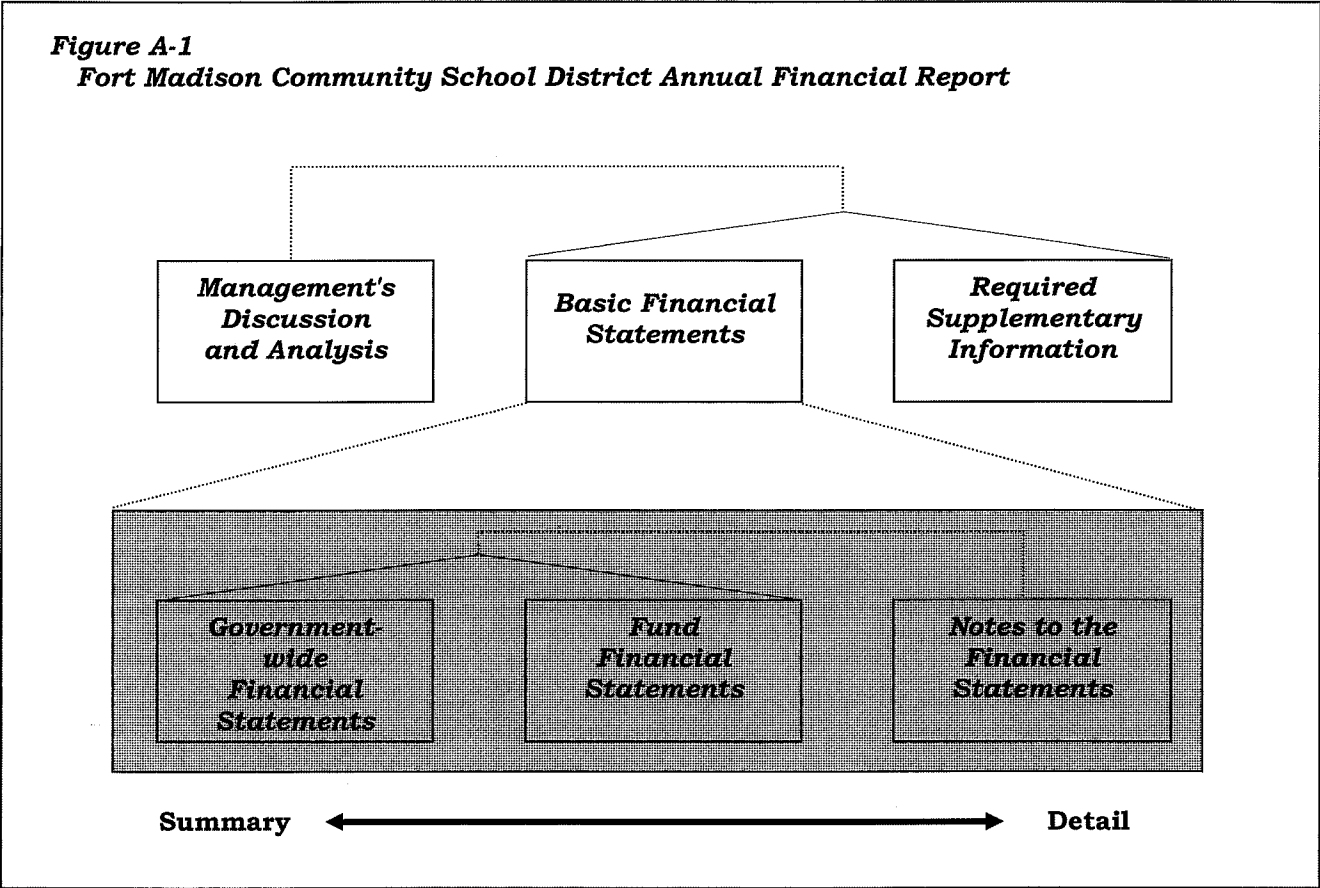 Figure A-1
Fort Madison Community School District Annual Financial Report
Management's
Discussion
and Analysis
Basic Financial
Statements
Required
Supplementary
Information
Government-
wide
Financial
Statements
Fund
Financial
Statements
Notes to the
Financial
Statements
Summary
Detail